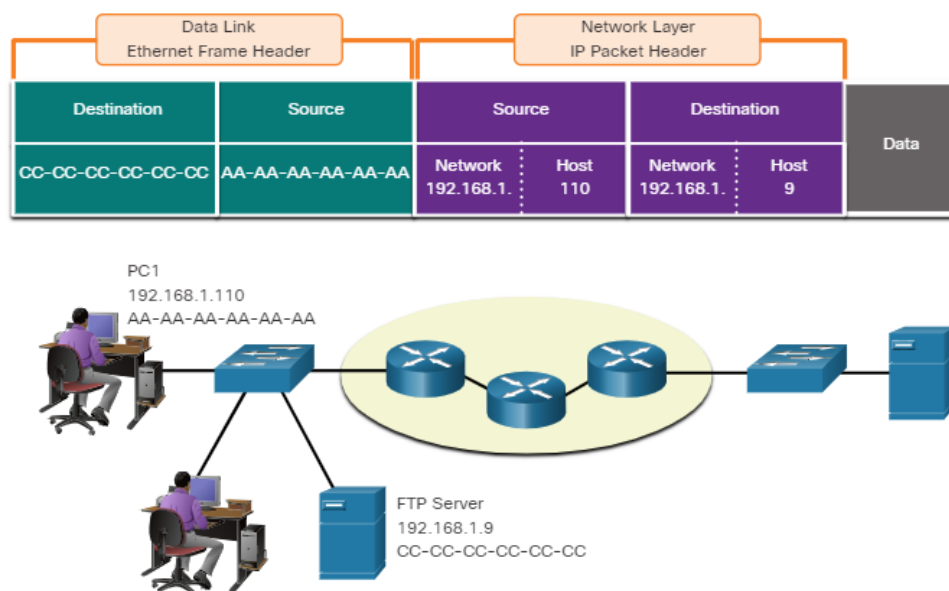 Data Link
Ethernet Frame Header
Network Layer
IP Packet Header
Destination
Source
Source
Destination
Data
CC-CC-CC-CC-CC-CC
AA-AA-AA-AA-AA-AA
Network
192.168.1.
Host
110
Network
192.168.1.
Host
9
PC1
192.168.1.110
AA-AA-AA-AA-AA-AA
FTP Server
192.168.1.9
CC-CC-CC-CC-CC-CC